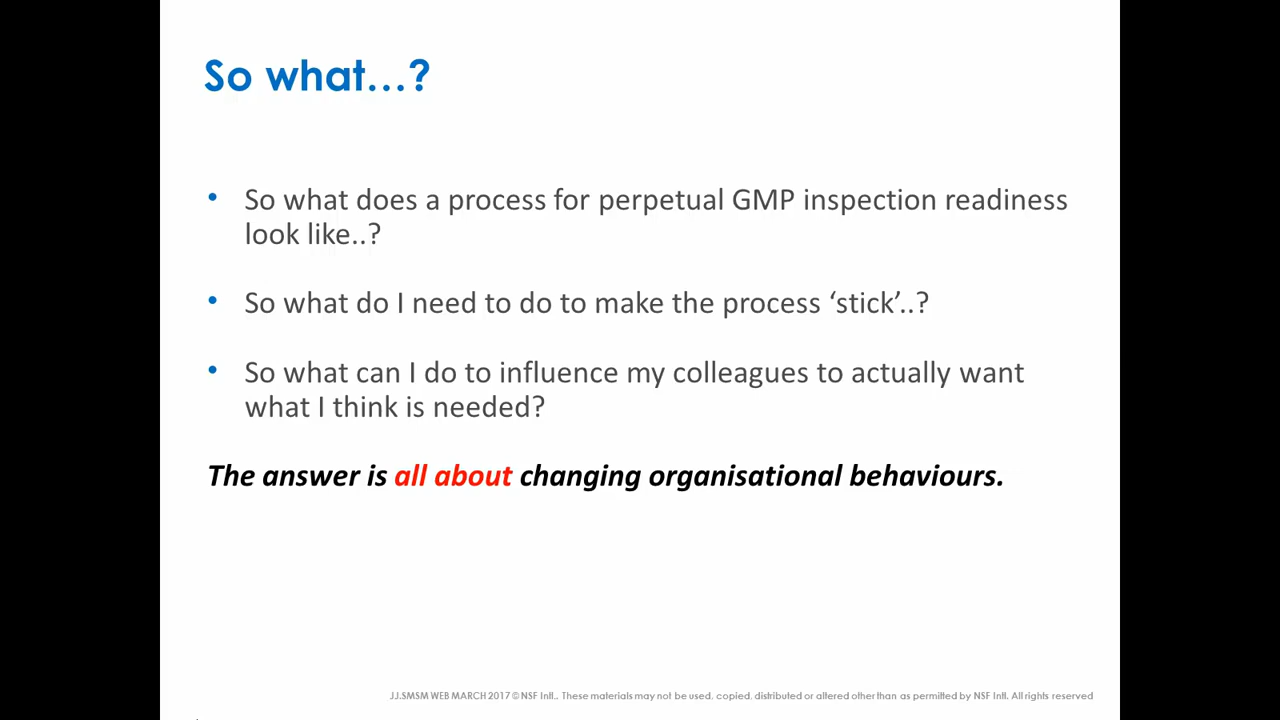 So what...?
• So what does a process for perpetual GMP inspection readiness
look like..?
• So what do I need to do to make the process ‘stick’..?
• So what can I do to influence my colleagues to actually want
what I think is needed?
The answer is all about changing organisational behaviours.
JJ.SMSM WEB MARCH 2017 © NSF Intl.. These materials may not be used, copied, distributed or altered other than as permitted by NSF Intl. All rights reserved